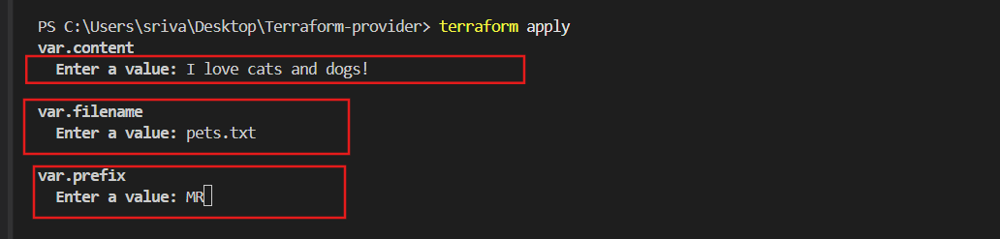 PS C:\Users\sriva\Desktop\Terraform-provider> terraform apply
var.content
Enter a value: I love cats and dogs!
var.filename
Enter a value: pets.txt
var.prefix
Enter a value: MR